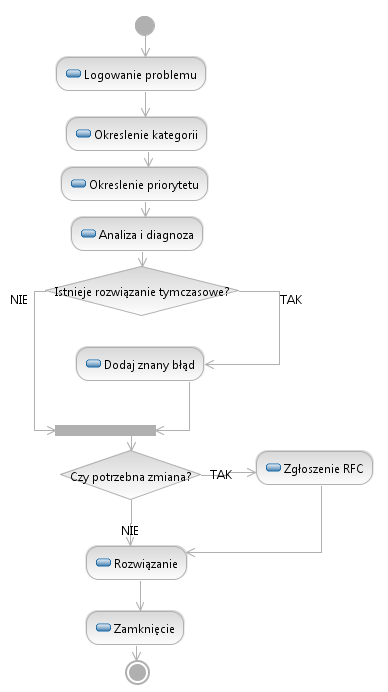 Logowanie problemu
Okreslenie kategorii
Okreslenie priorytetu
Analiza i diagnoza
Istnieje rozwiązanie tymczasowe?
NIE
TAK
Dodaj znany błąd
Czy potrzebna zmiana?
TAK
Zgłoszenie RFC
NIE
Rozwiązanie
Zamknięcie